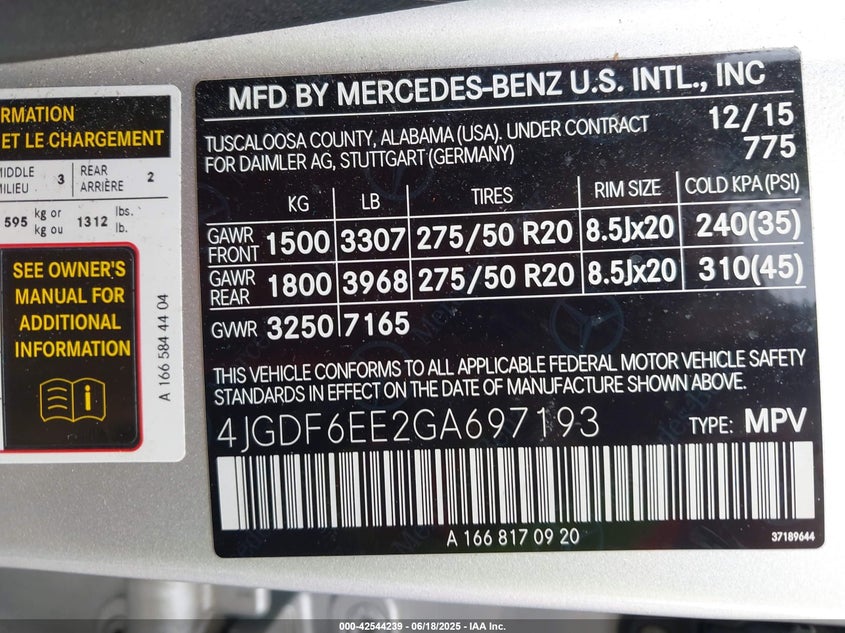 RMATION
ET LE CHARGEMENT
MIDDLE 3 REAR 2
MILIEU ARRIÈRE
595 kg or 1312 lbs.
kg ou lb.
SEE OWNER'S
MANUAL FOR
ADDITIONAL
INFORMATION
i
A 166 584 44 04
MFD BY MERCEDES-BENZ U.S. INTL., INC
TUSCALOOSA COUNTY, ALABAMA (USA). UNDER CONTRACT 12/15
FOR DAIMLER AG, STUTTGART (GERMANY) 775
KG LB TIRES RIM SIZE COLD KPA (PSI)
GAWR FRONT 1500 3307 275/50 R20 8.5Jx20 240(35)
GAWR REAR 1800 3968 275/50 R20 8.5Jx20 310(45)
GVWR 3250 7165
THIS VEHICLE CONFORMS TO ALL APPLICABLE FEDERAL MOTOR VEHICLE SAFETY
STANDARDS IN EFFECT ON THE DATE OF MANUFACTURE SHOWN ABOVE.
4JGDF6EE2GA697193 TYPE: MPV
A 166 817 09 20
37189644
000-42544239 - 06/18/2025 - IAA Inc.